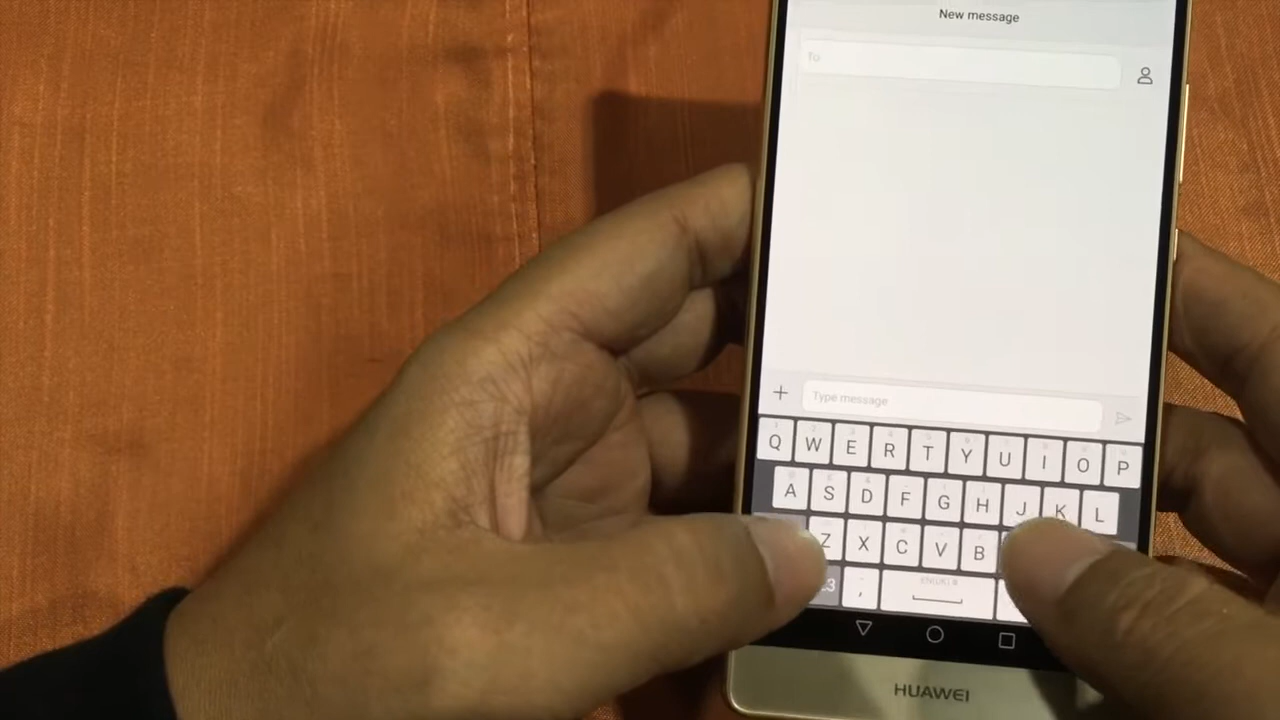 New message
To
Type message
Q W E R T Y U I O P
A S D F G H J K L
Z X C V B
;
HUAWEI